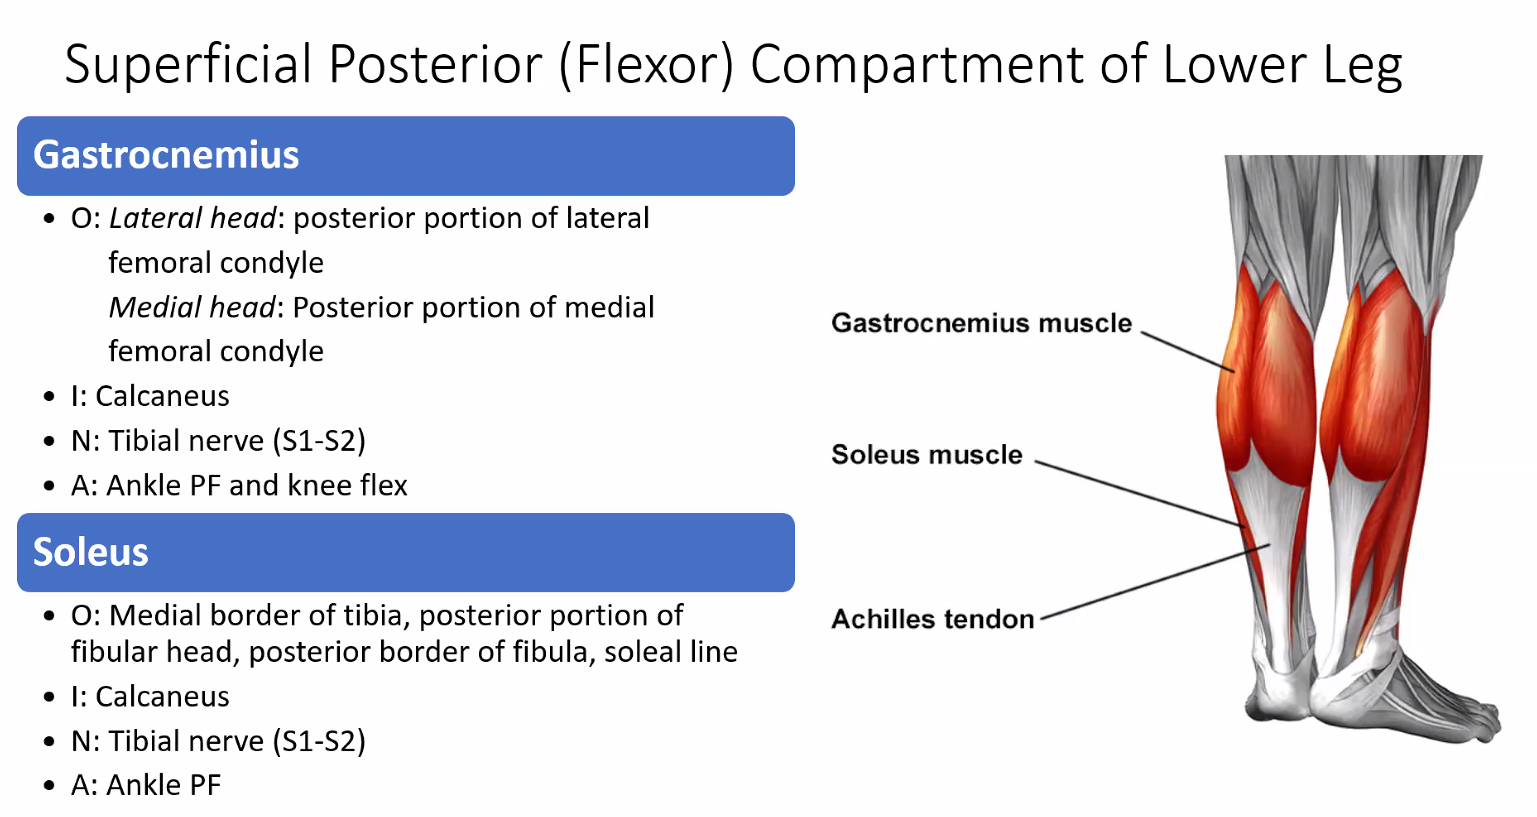 Superficial Posterior (Flexor) Compartment of Lower Leg
Gastrocnemius
• O: Lateral head: posterior portion of lateral
femoral condyle
Medial head: Posterior portion of medial
femoral condyle
• I: Calcaneus
• N: Tibial nerve (S1-S2)
• A: Ankle PF and knee flex
Soleus
• O: Medial border of tibia, posterior portion of
fibular head, posterior border of fibula, soleal line
• I: Calcaneus
• N: Tibial nerve (S1-S2)
• A: Ankle PF
Gastrocnemius muscle
Soleus muscle
Achilles tendon